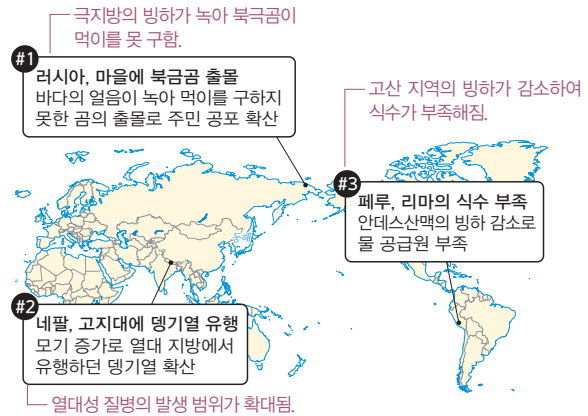 극지방의 빙하가 녹아 북극곰이
먹이를 못 구함.
#1
러시아, 마을에 북금곰 출몰
바다의 얼음이 녹아 먹이를 구하지
못한 곰의 출몰로 주민 공포 확산
고산 지역의 빙하가 감소하여
식수가 부족해짐.
#3
페루, 리마의 식수 부족
안데스산맥의 빙하 감소로
물 공급원 부족
동해
#2
네팔, 고지대에 뎅기열 유행
모기 증가로 열대 지방에서
유행하던 뎅기열 확산
열대성 질병의 발생 범위가 확대됨.